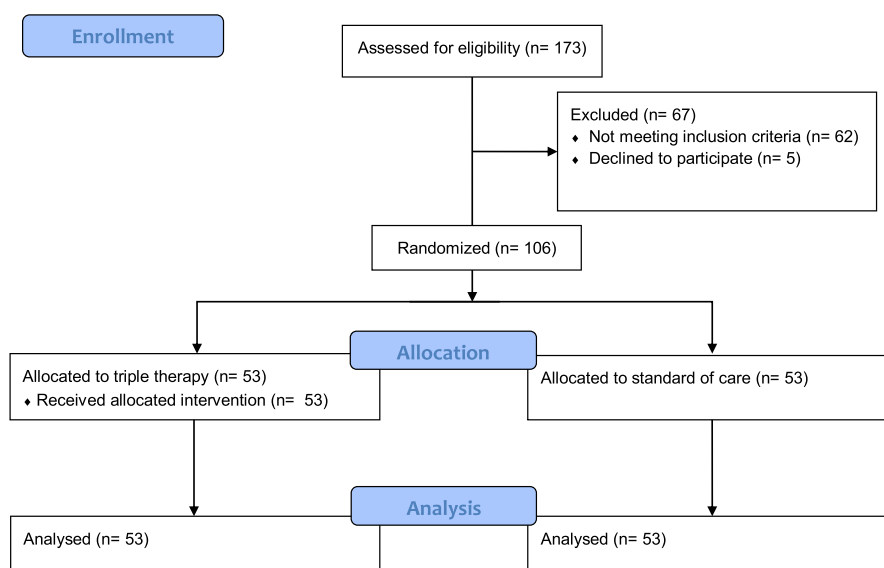 Enrollment
Assessed for eligibility (n= 173)
Excluded (n= 67)
♦ Not meeting inclusion criteria (n= 62)
♦ Declined to participate (n= 5)
Randomized (n= 106)
Allocation
Allocated to triple therapy (n= 53)
♦ Received allocated intervention (n= 53)
Allocated to standard of care (n= 53)
Analysis
Analysed (n= 53)
Analysed (n= 53)